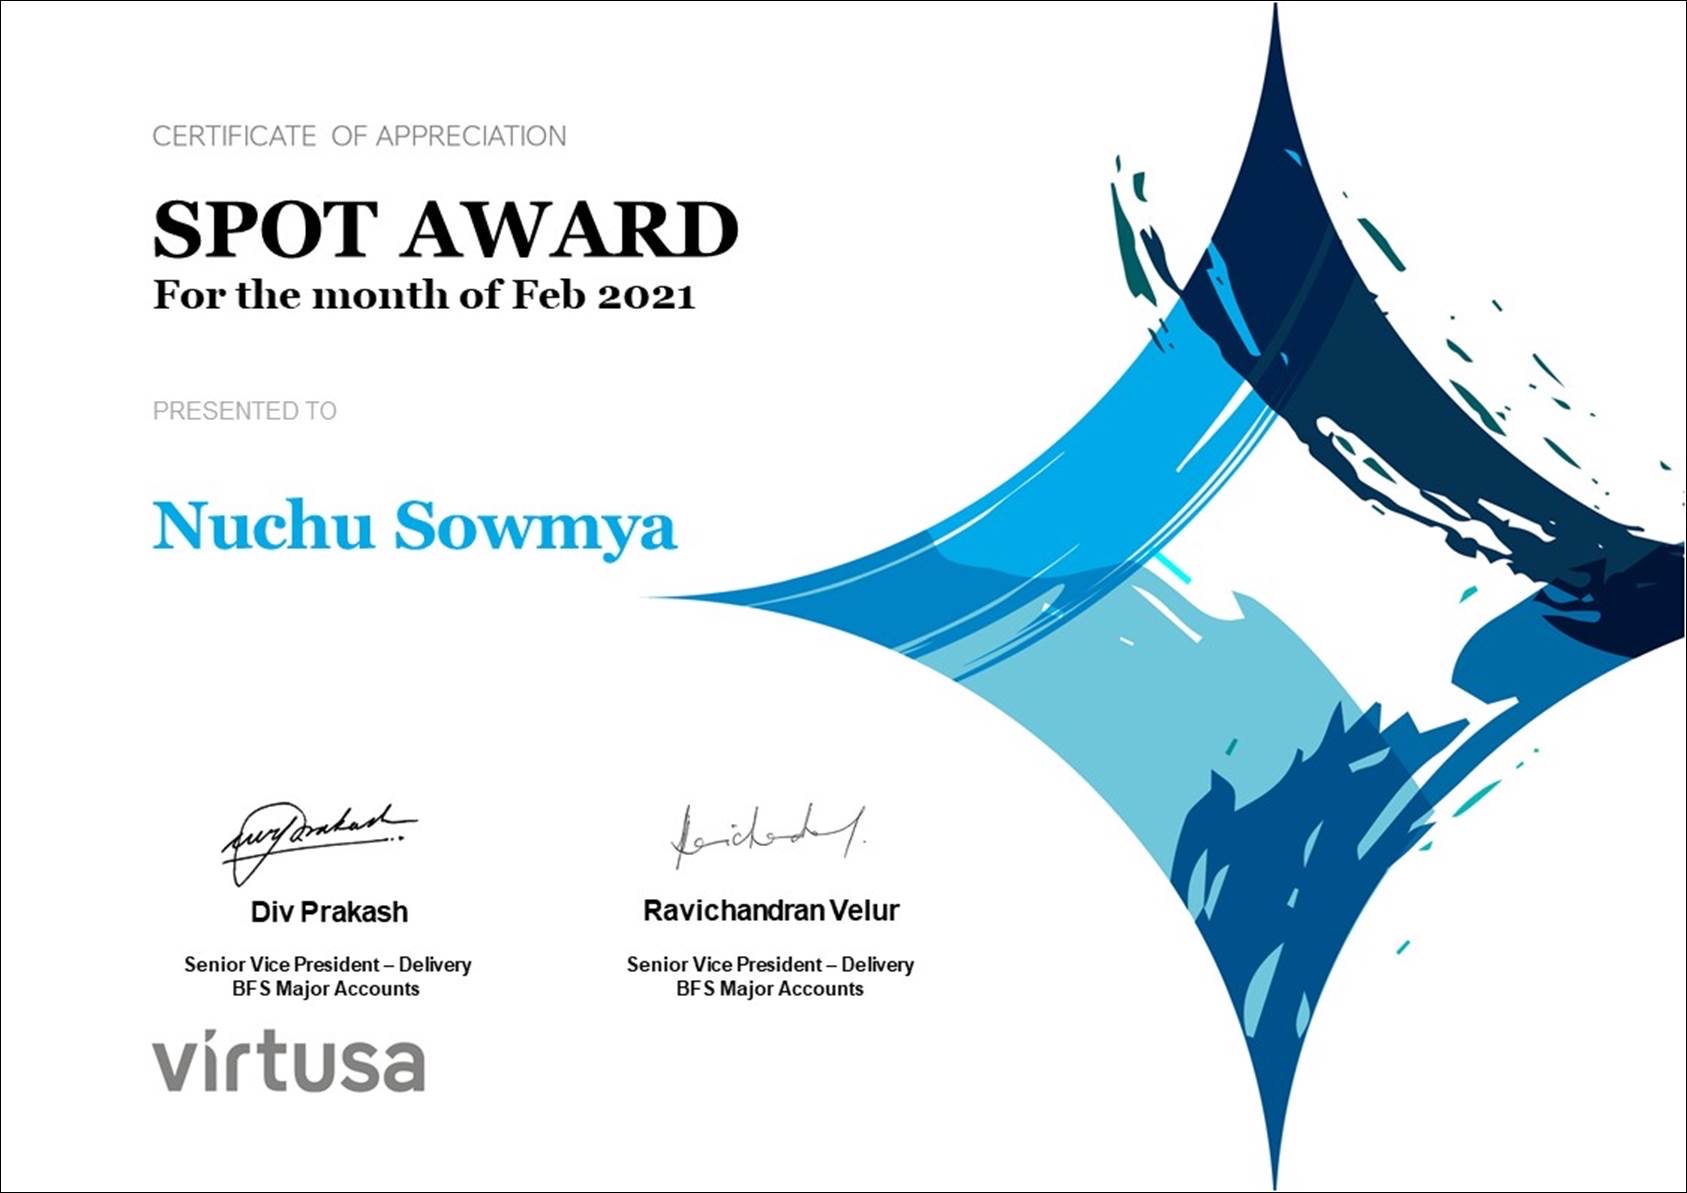 CERTIFICATE OF APPRECIATION
SPOT AWARD
For the month of Feb 2021
PRESENTED TO
Nuchu Sowmya
Div Prakash
Senior Vice President – Delivery
BFS Major Accounts
Ravichandran Velur
Senior Vice President – Delivery
BFS Major Accounts
virtusa